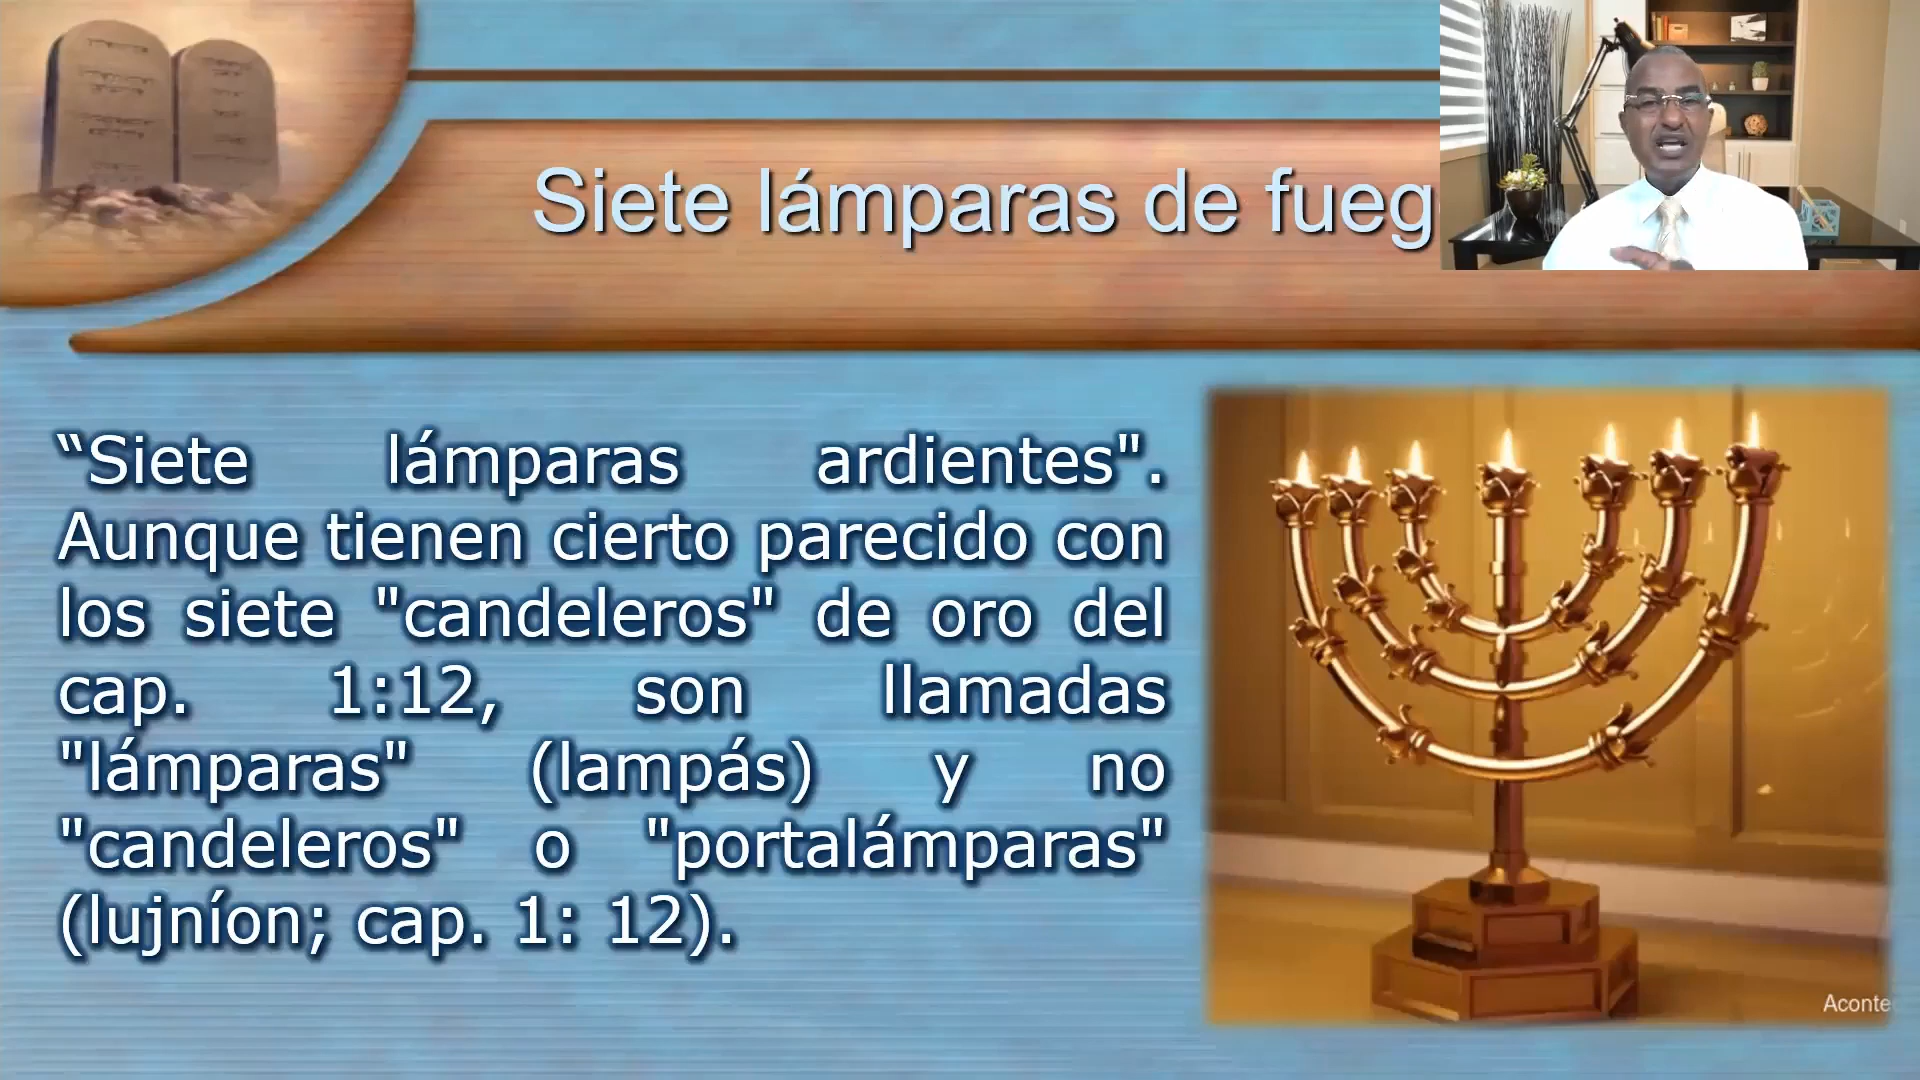 Siete lámparas de fueg
“Siete lámparas ardientes".
Aunque tienen cierto parecido con
los siete "candeleros" de oro del
cap. 1:12, son llamadas
"lámparas" (lampás) y no
"candeleros" o "portalámparas"
(lujníon; cap. 1: 12).
Aconte